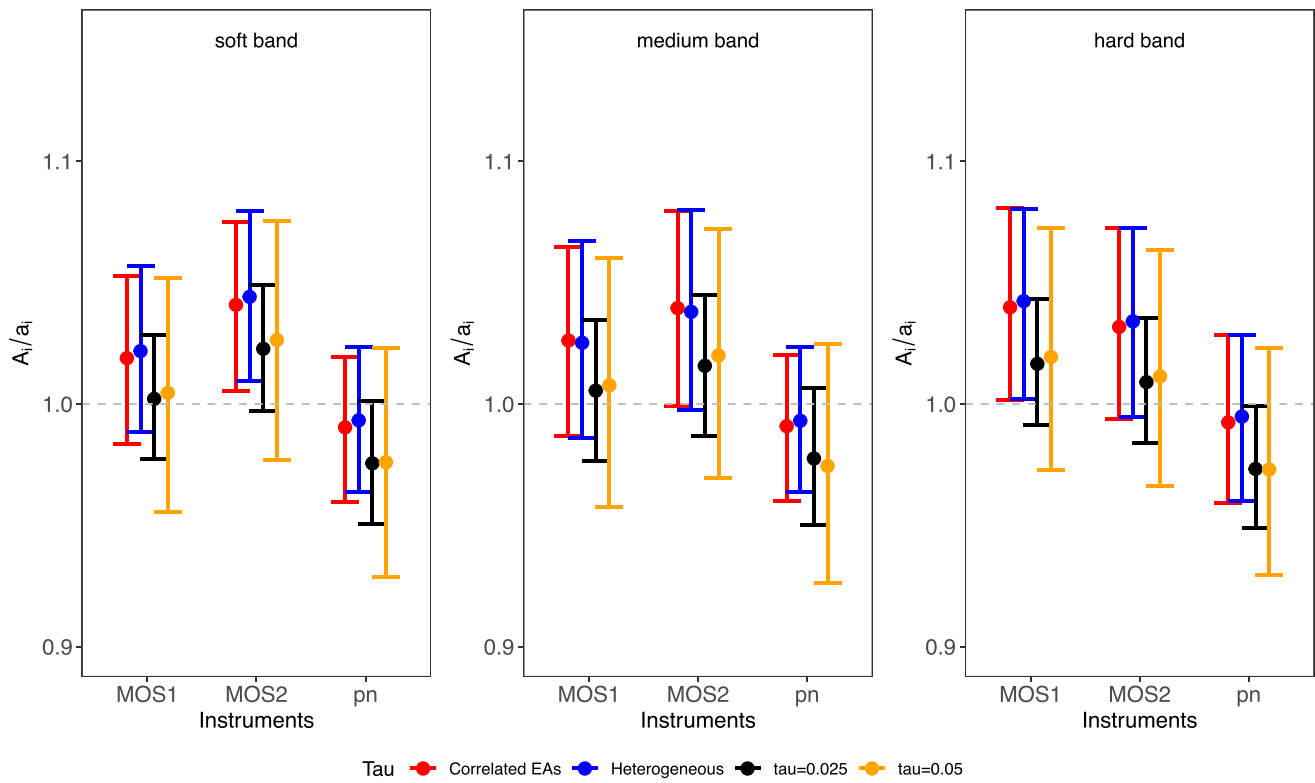 soft band
medium band
hard band
1.1
1.0
0.9
Aᵢ/aᵢ
MOS1 MOS2 pn
Instruments
1.1
1.0
0.9
Aᵢ/aᵢ
MOS1 MOS2 pn
Instruments
1.1
1.0
0.9
Aᵢ/aᵢ
MOS1 MOS2 pn
Instruments
Tau Correlated EAs Heterogeneous tau=0.025 tau=0.05